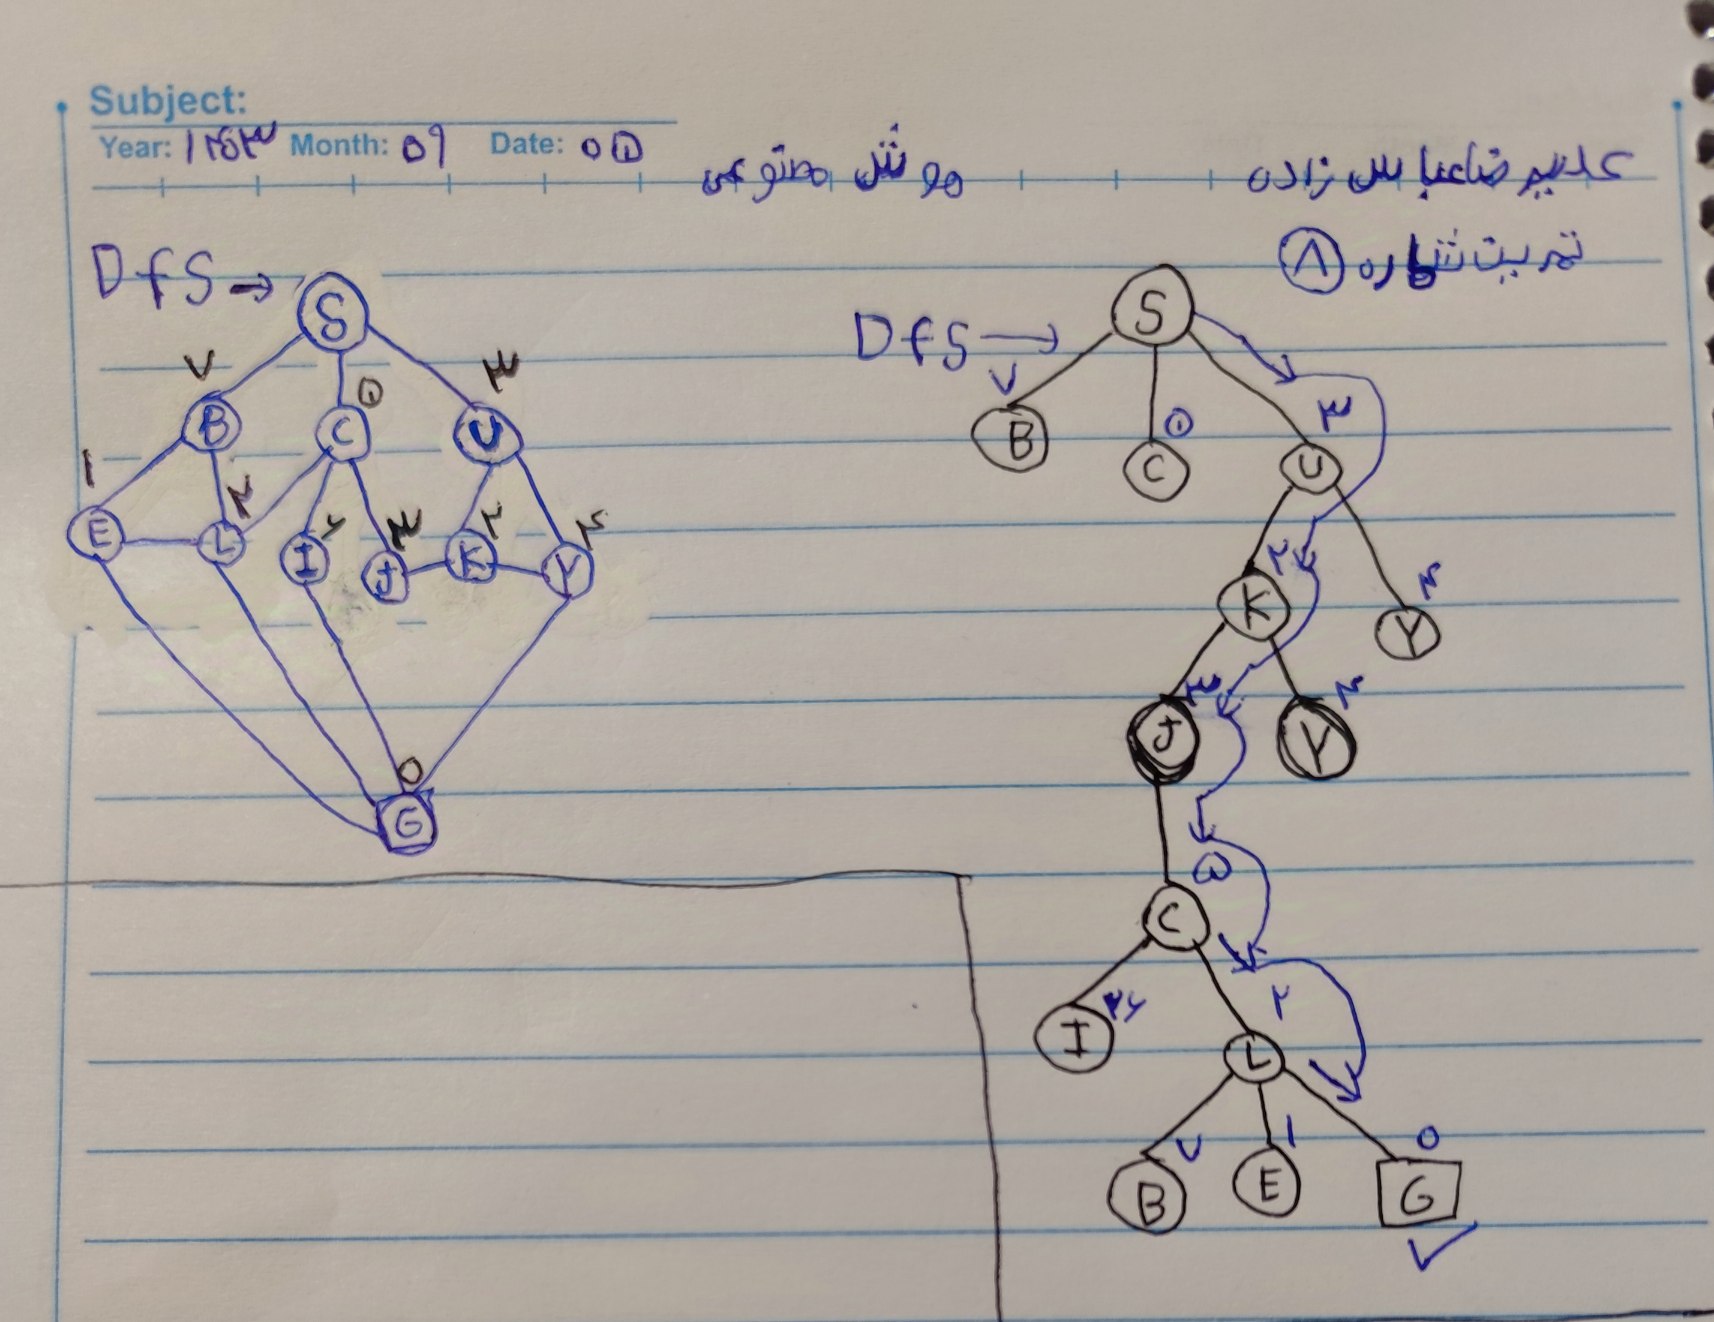 Subject:
Year: ۱۴۰۳ Month: ۰۹ Date: ۰۵
هوش مصنوعی
علیرضا عباس زاده
تمرین شماره ۸
DfS →
S
۷ ۵ ۳
B C U
۱ ۲ ۶ ۳ ۲ ۴
E L I J K Y
۰
G
DfS →
S
۷ ۵ ۳
B C U
۲ ۴
K Y
۳ ۴
J Y
۵
C
۶ ۲
I L
۷ ۱ ۰
B E G
✓